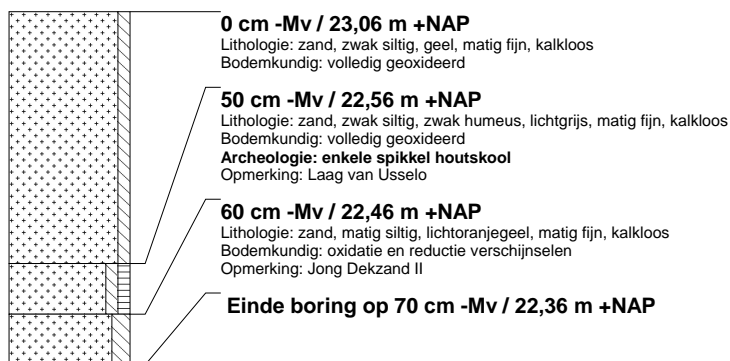 0 cm -Mv / 23,06 m +NAP
Lithologie: zand, zwak siltig, geel, matig fijn, kalkloos
Bodemkundig: volledig geoxideerd
50 cm -Mv / 22,56 m +NAP
Lithologie: zand, zwak siltig, zwak humeus, lichtgrijs, matig fijn, kalkloos
Bodemkundig: volledig geoxideerd
Archeologie: enkele spikkel houtskool
Opmerking: Laag van Usselo
60 cm -Mv / 22,46 m +NAP
Lithologie: zand, matig siltig, lichtoranjegeel, matig fijn, kalkloos
Bodemkundig: oxidatie en reductie verschijnselen
Opmerking: Jong Dekzand II
Einde boring op 70 cm -Mv / 22,36 m +NAP